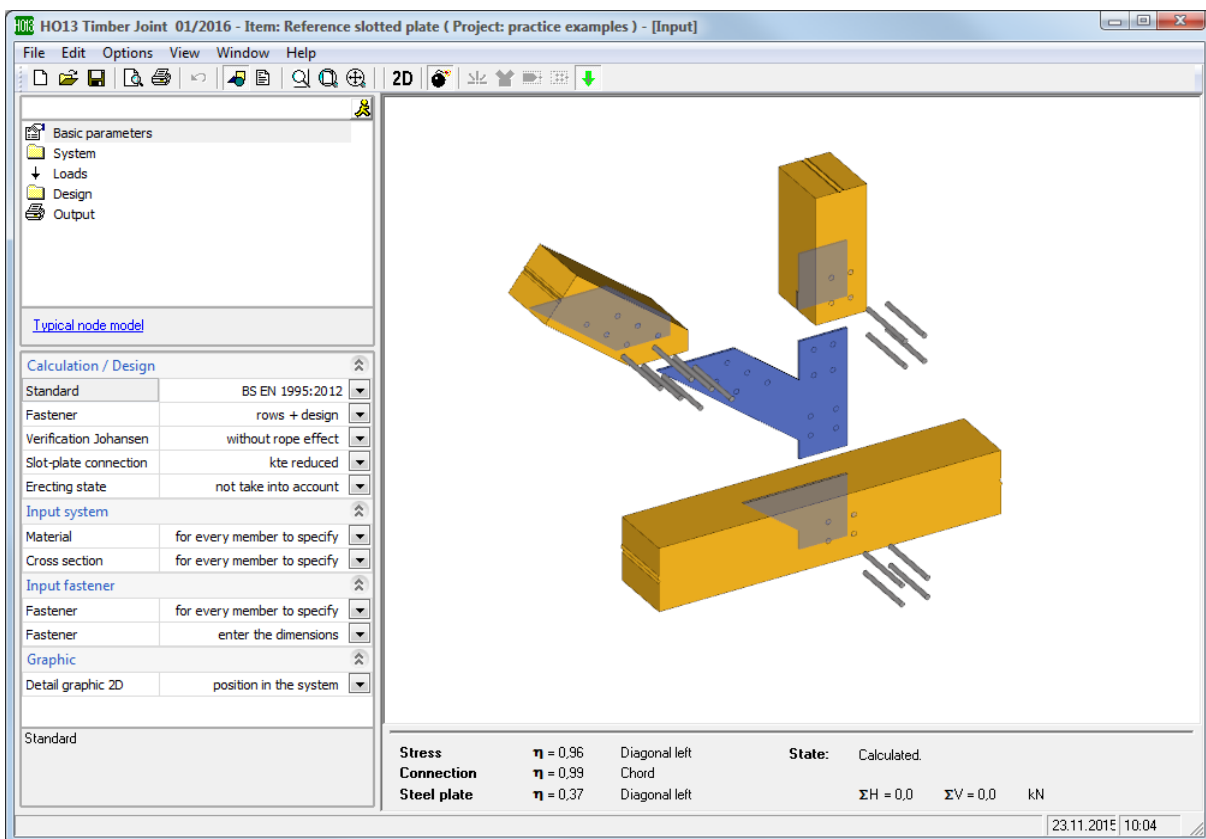 HO13 HO13 Timber Joint 01/2016 - Item: Reference slotted plate ( Project: practice examples ) - [Input]
File Edit Options View Window Help
2D
Basic parameters
System
Loads
Design
Output
Typical node model
Calculation / Design
Standard BS EN 1995:2012
Fastener rows + design
Verification Johansen without rope effect
Slot-plate connection kte reduced
Erecting state not take into account
Input system
Material for every member to specify
Cross section for every member to specify
Input fastener
Fastener for every member to specify
Fastener enter the dimensions
Graphic
Detail graphic 2D position in the system
Standard
Stress η = 0,96 Diagonal left State: Calculated.
Connection η = 0,99 Chord
Steel plate η = 0,37 Diagonal left ΣH = 0,0 ΣV = 0,0 kN
23.11.2015 10:04